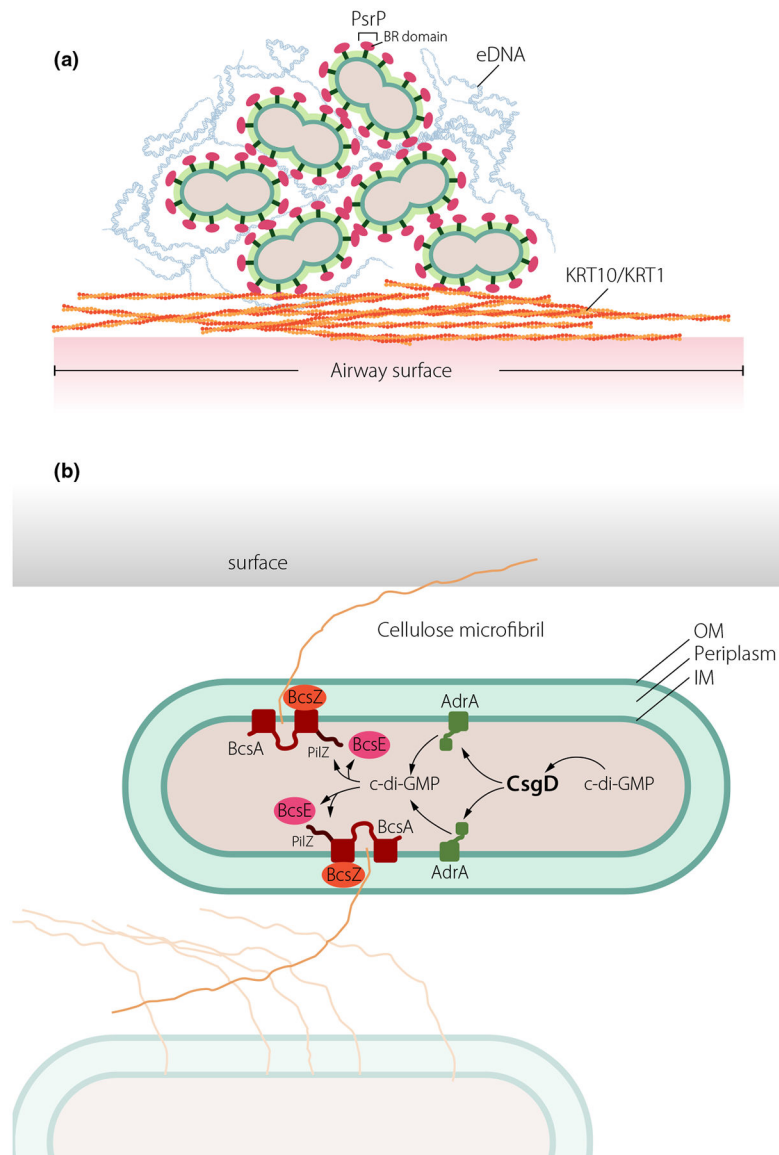 PsrP
BR domain
(a)
eDNA
KRT10/KRT1
Airway surface
(b)
surface
Cellulose microfibril
OM
Periplasm
IM
BcsZ
AdrA
BcsA
PilZ
BcsE
c-di-GMP
CsgD
c-di-GMP
BcsE
PilZ
BcsA
BcsZ
AdrA